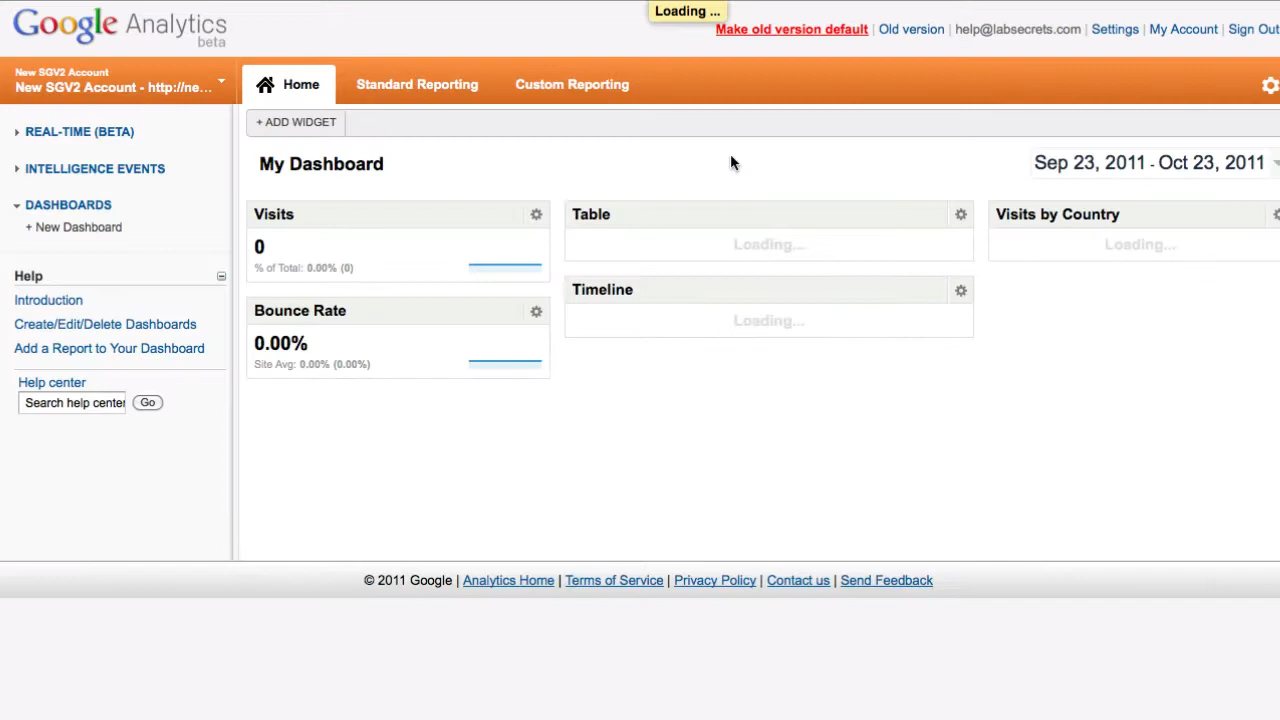 Loading ...
Google Analytics
beta
Make old version default | Old version | help@labsecrets.com | Settings | My Account | Sign Out
New SGV2 Account
New SGV2 Account - http://ne...
Home
Standard Reporting
Custom Reporting
REAL-TIME (BETA)
INTELLIGENCE EVENTS
DASHBOARDS
+ New Dashboard
Help
Introduction
Create/Edit/Delete Dashboards
Add a Report to Your Dashboard
Help center
Search help center
Go
+ ADD WIDGET
My Dashboard
Sep 23, 2011 - Oct 23, 2011
Visits
0
% of Total: 0.00% (0)
Bounce Rate
0.00%
Site Avg: 0.00% (0.00%)
Table
Loading...
Timeline
Loading...
Visits by Country
Loading...
© 2011 Google | Analytics Home | Terms of Service | Privacy Policy | Contact us | Send Feedback